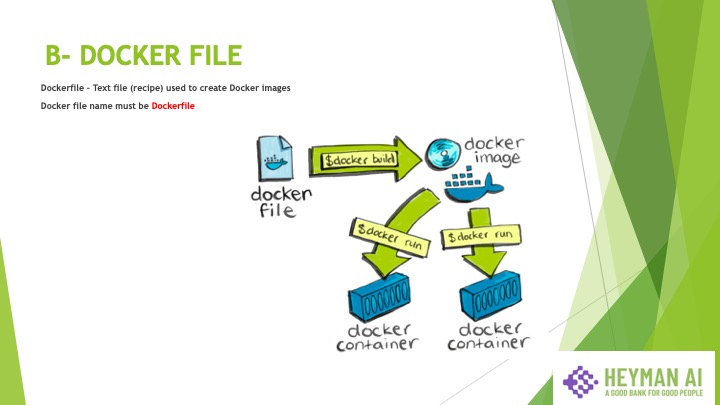 B- DOCKER FILE
Dockerfile - Text file (recipe) used to create Docker images
Docker file name must be Dockerfile
docker
file
$docker build
docker
image
$docker run
$docker run
docker
container
docker
container
HEYMAN AI
A GOOD BANK FOR GOOD PEOPLE